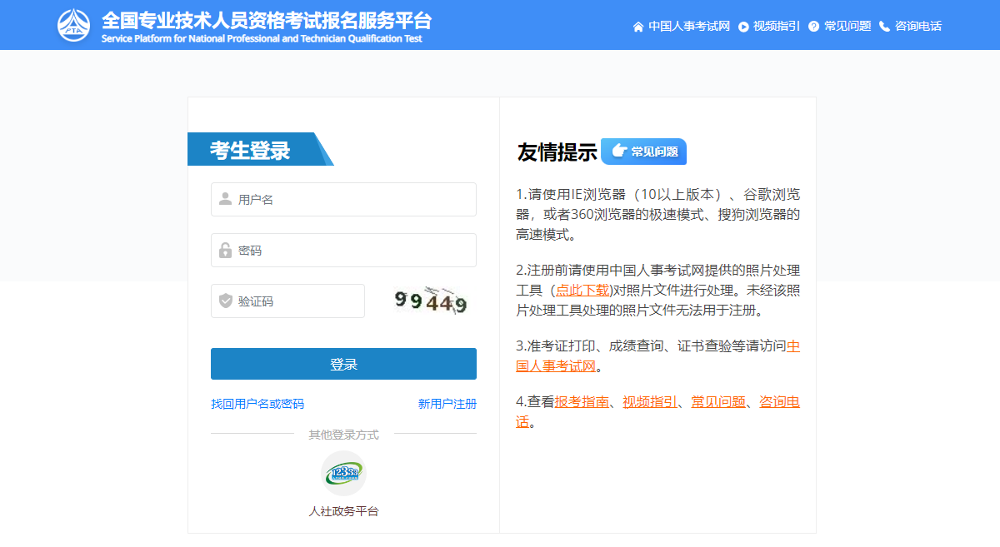 PTA
全国专业技术人员资格考试报名服务平台
Service Platform for National Professional and Technician Qualification Test
中国人事考试网 视频指引 常见问题 咨询电话
考生登录
用户名
密码
验证码
99449
登录
找回用户名或密码 新用户注册
其他登录方式
12333
人社政务平台
友情提示 常见问题
1.请使用IE浏览器（10以上版本）、谷歌浏览
器，或者360浏览器的极速模式、搜狗浏览器的
高速模式。
2.注册前请使用中国人事考试网提供的照片处理
工具（点此下载)对照片文件进行处理。未经该照
片处理工具处理的照片文件无法用于注册。
3.准考证打印、成绩查询、证书查验等请访问中
国人事考试网。
4.查看报考指南、视频指引、常见问题、咨询电
话。